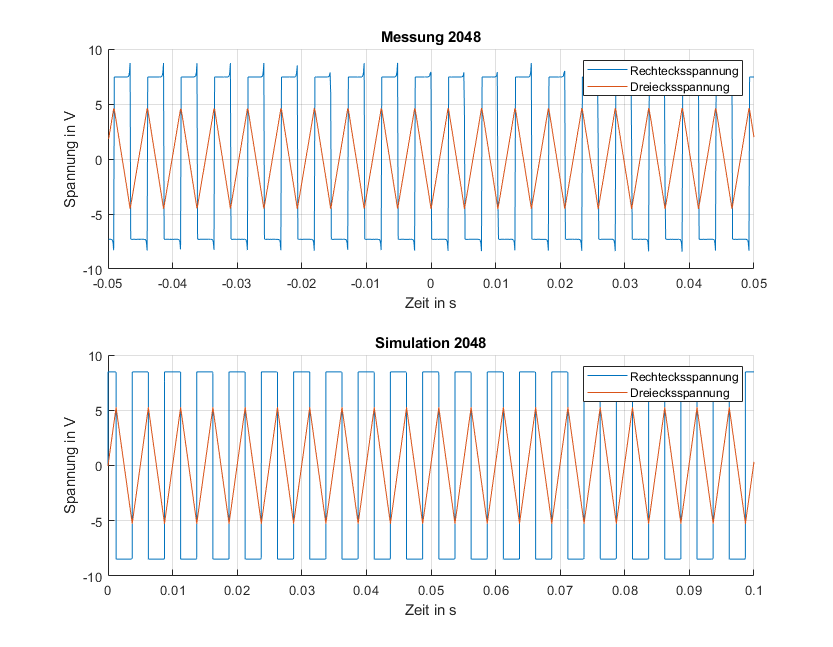 Messung 2048
Spannung in V
10
5
0
-5
-10
Rechtecksspannung
Dreiecksspannung
-0.05 -0.04 -0.03 -0.02 -0.01 0 0.01 0.02 0.03 0.04 0.05
Zeit in s
Simulation 2048
Spannung in V
10
5
0
-5
-10
Rechtecksspannung
Dreiecksspannung
0 0.01 0.02 0.03 0.04 0.05 0.06 0.07 0.08 0.09 0.1
Zeit in s